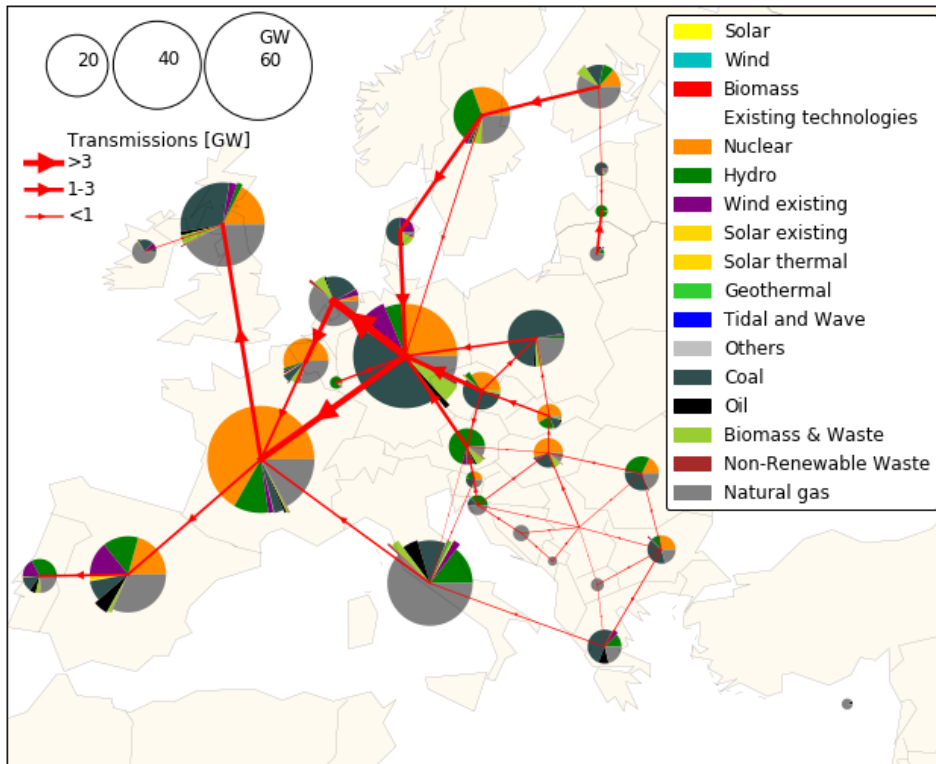 GW
20
40
60
Transmissions [GW]
>3
1-3
<1
Solar
Wind
Biomass
Existing technologies
Nuclear
Hydro
Wind existing
Solar existing
Solar thermal
Geothermal
Tidal and Wave
Others
Coal
Oil
Biomass & Waste
Non-Renewable Waste
Natural gas